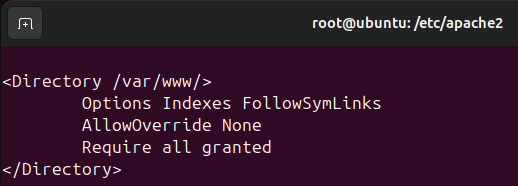 root@ubuntu: /etc/apache2
<Directory /var/www/>
        Options Indexes FollowSymLinks
        AllowOverride None
        Require all granted
</Directory>